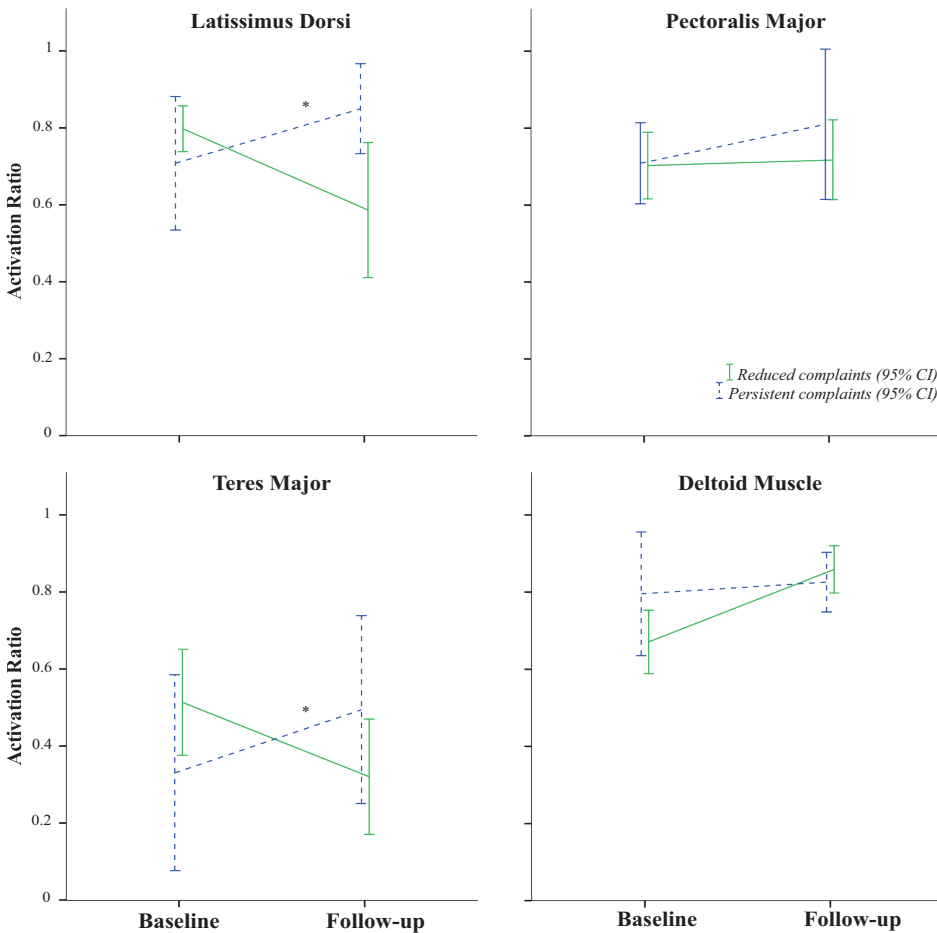 Latissimus Dorsi
Pectoralis Major
Activation Ratio
1
0.8
0.6
0.4
0.2
0
*
Reduced complaints (95% CI)
Persistent complaints (95% CI)
Teres Major
Deltoid Muscle
Activation Ratio
1
0.8
0.6
0.4
0.2
0
*
Baseline
Follow-up
Baseline
Follow-up